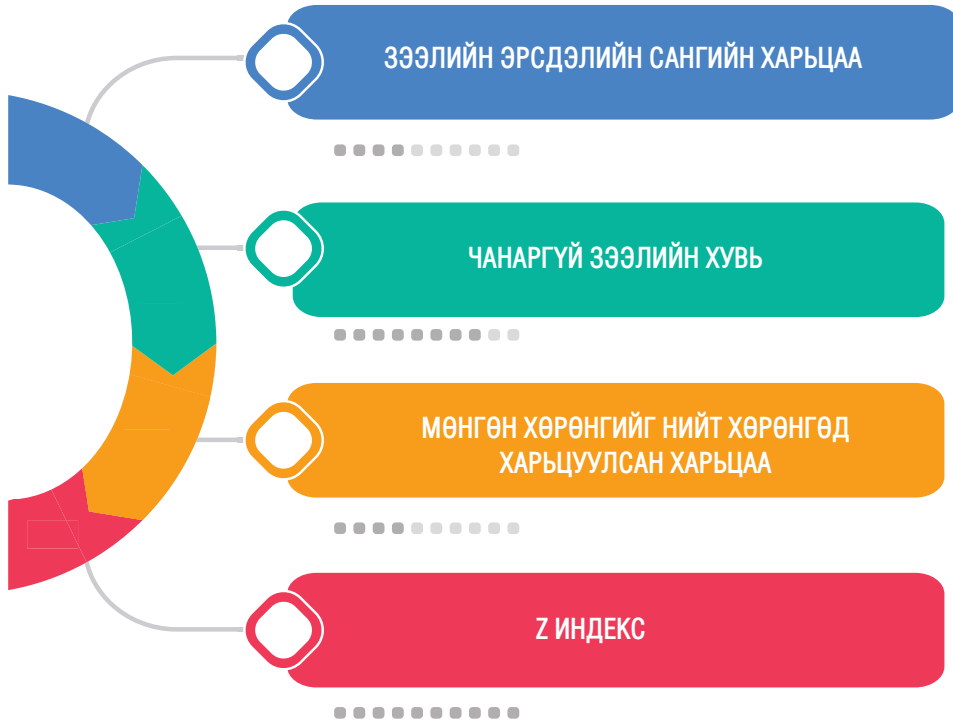 ЗЭЭЛИЙН ЭРСДЭЛИЙН САНГИЙН ХАРЬЦАА
ЧАНАРГҮЙ ЗЭЭЛИЙН ХУВЬ
МӨНГӨН ХӨРӨНГИЙГ НИЙТ ХӨРӨНГӨД
ХАРЬЦУУЛСАН ХАРЬЦАА
Z ИНДЕКС